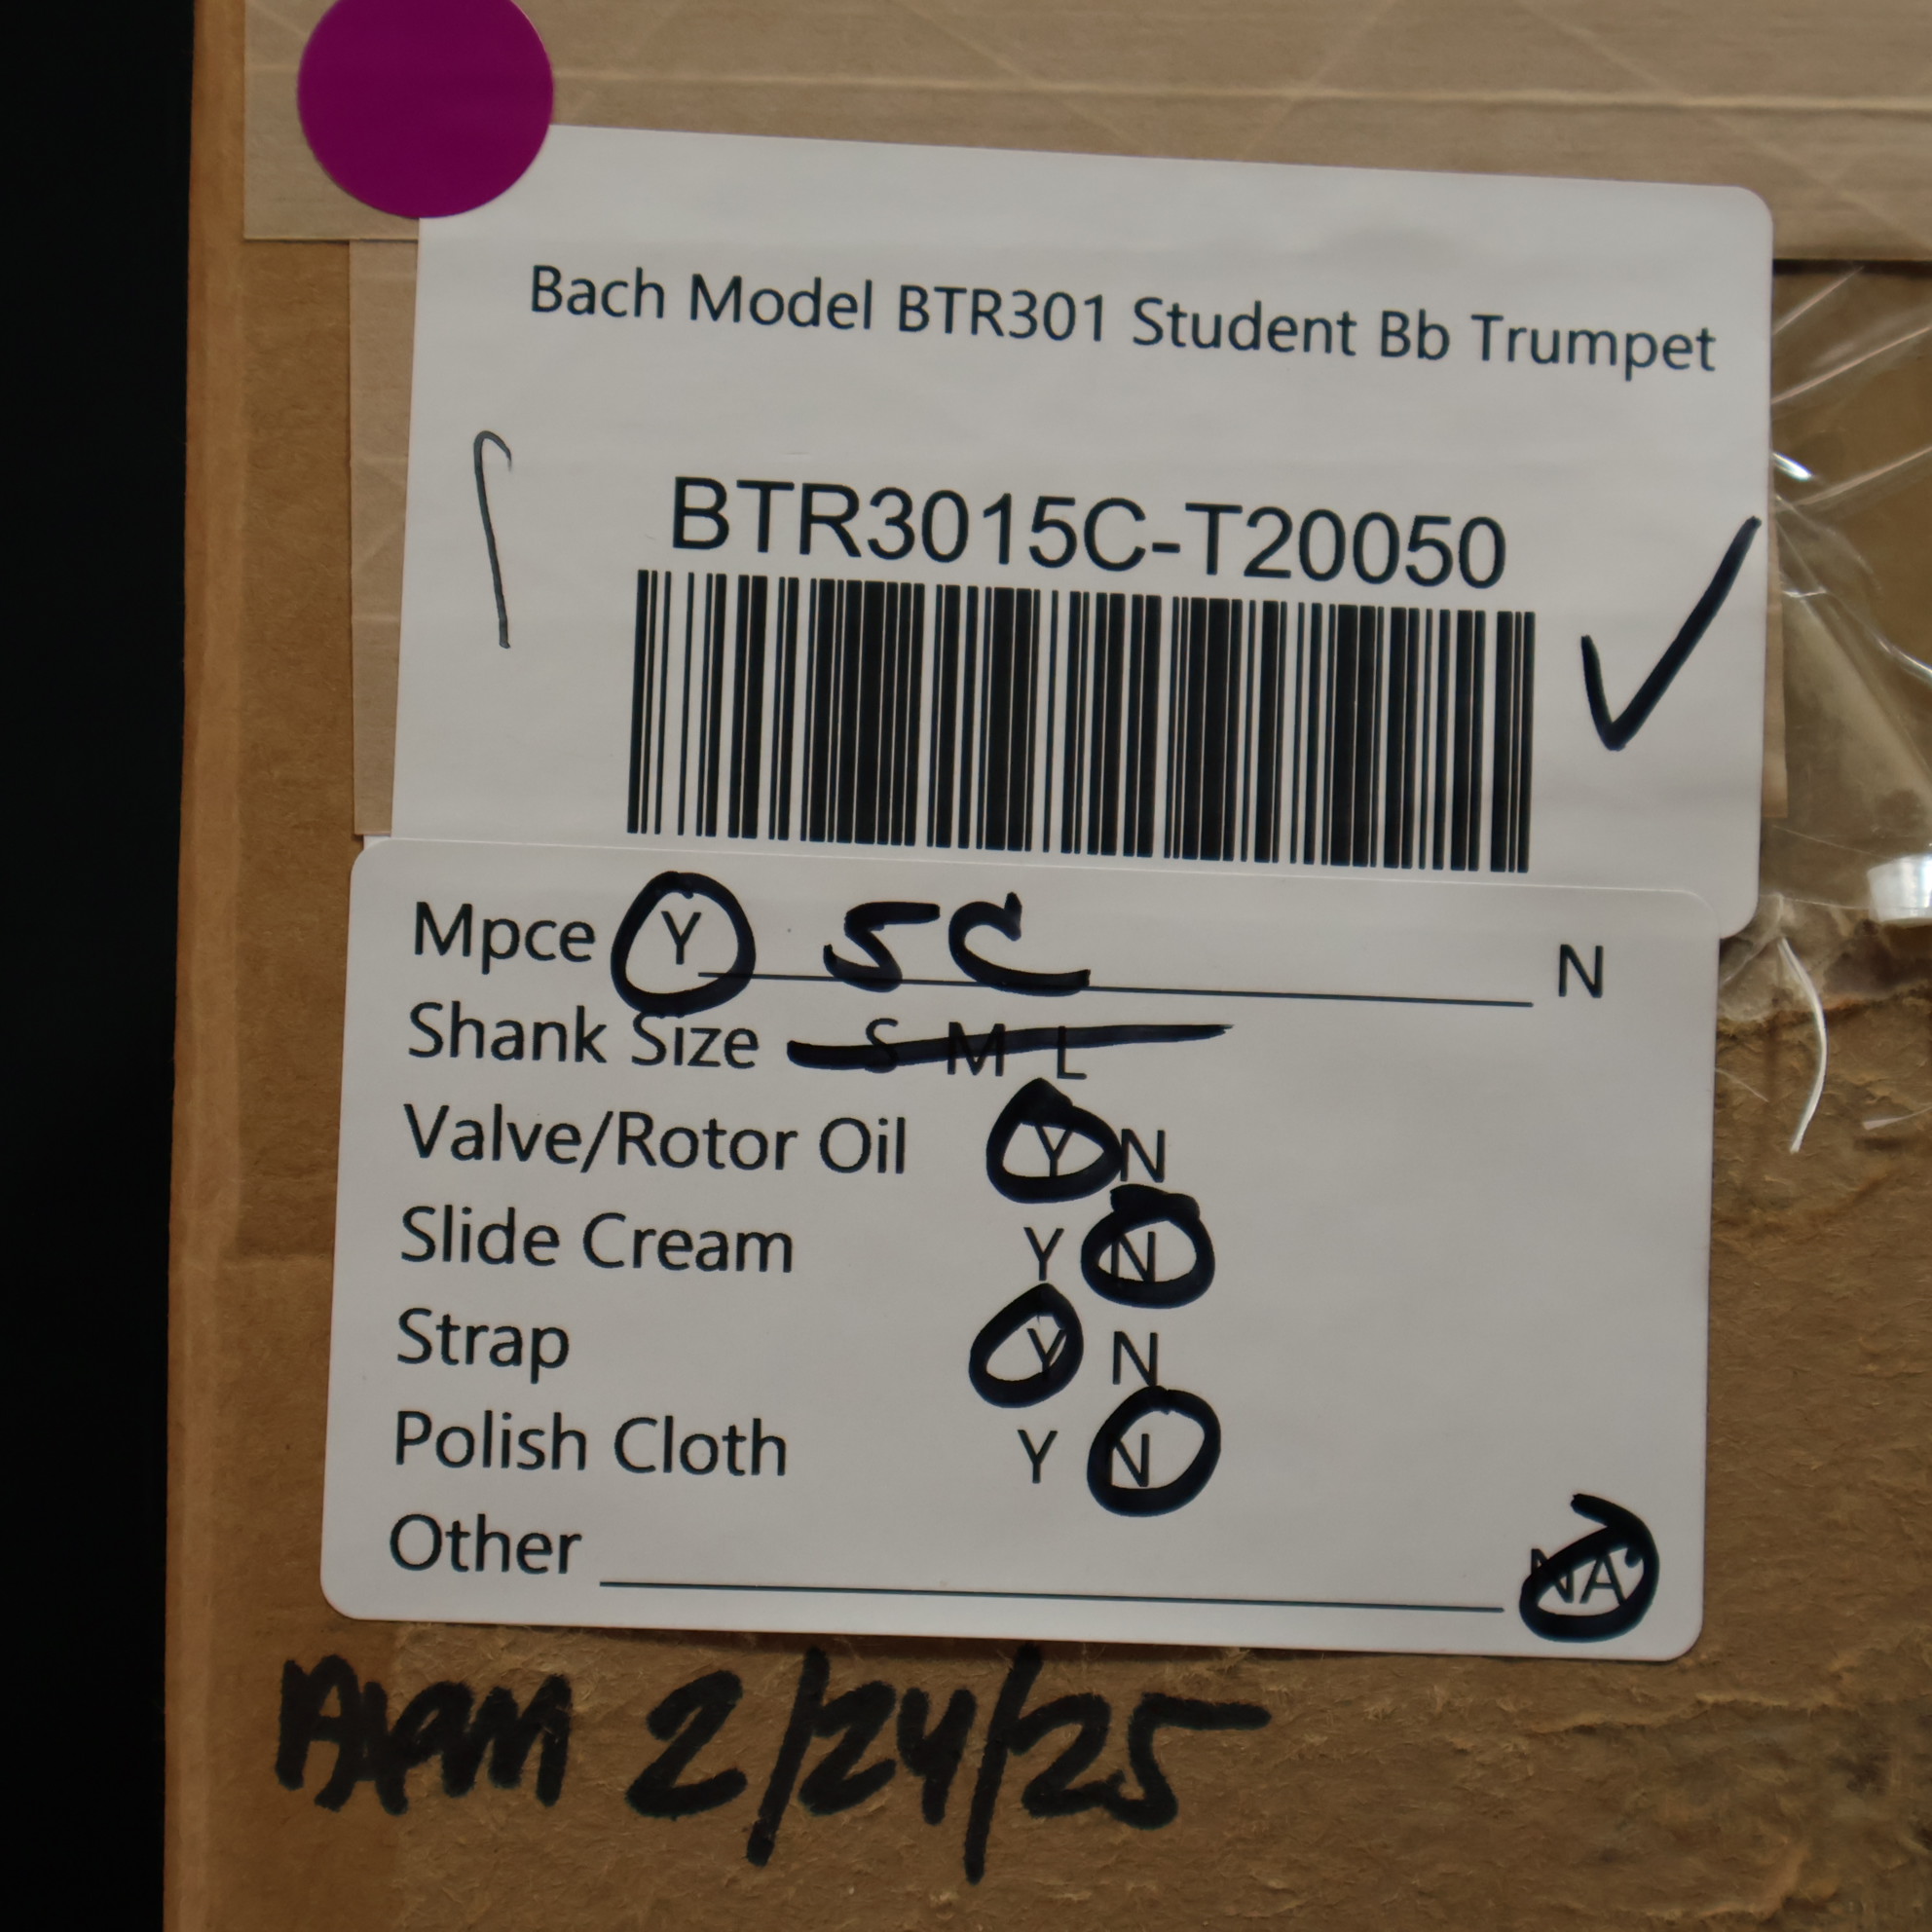 Bach Model BTR301 Student Bb Trumpet
BTR3015C-T20050
Mpce Y 5C N
Shank Size S M L
Valve/Rotor Oil Y N
Slide Cream Y N
Strap Y N
Polish Cloth Y N
Other NA
2/24/25